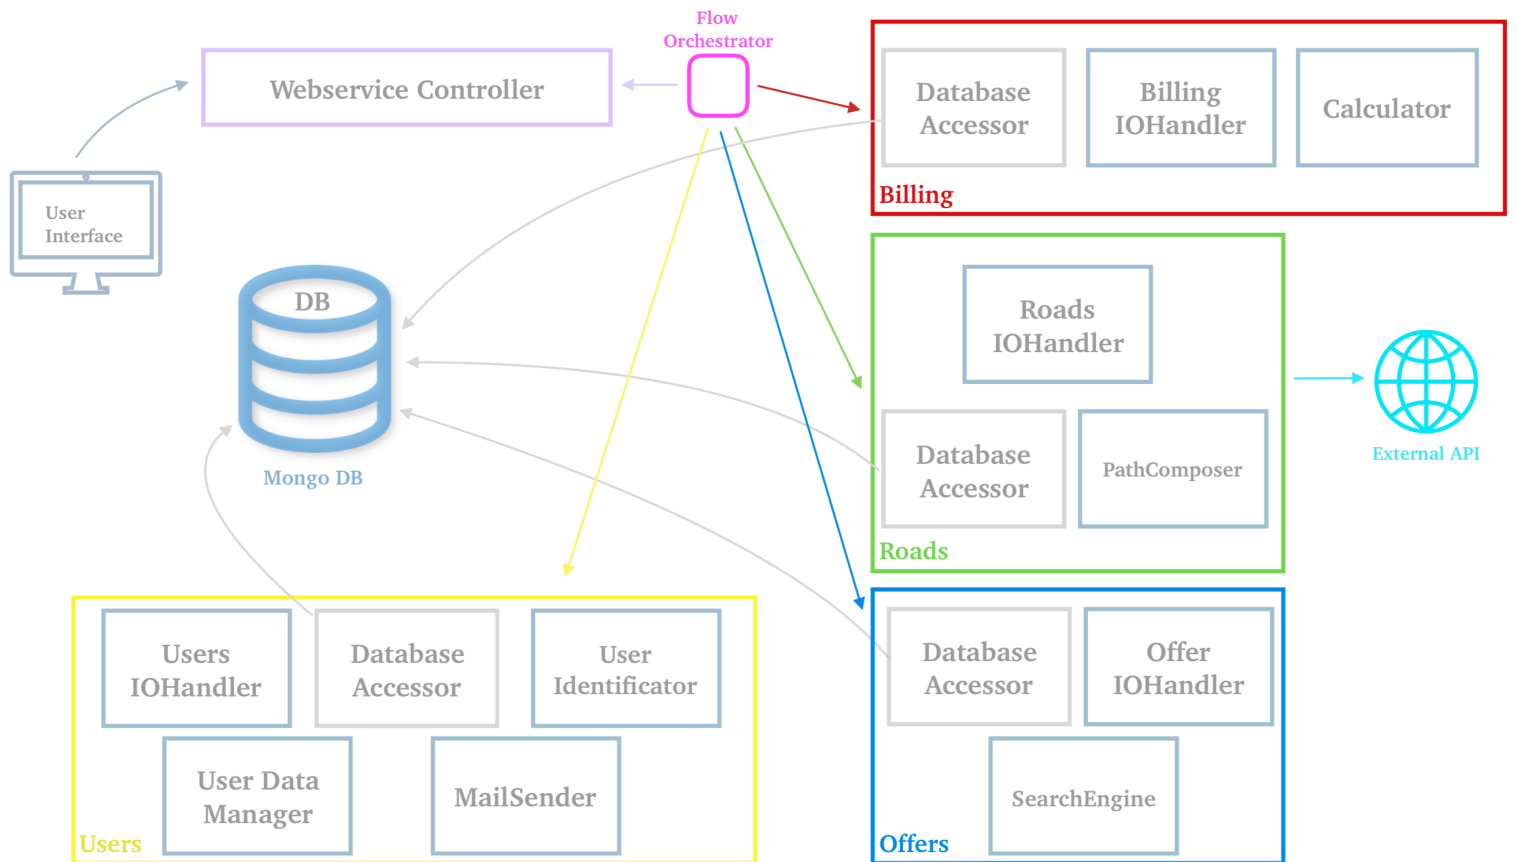 Flow
Orchestrator
Webservice Controller
User
Interface
DB
Mongo DB
Database
Accessor
Billing
IOHandler
Calculator
Billing
Roads
IOHandler
Database
Accessor
PathComposer
Roads
External API
Users
IOHandler
Database
Accessor
User
Identificator
User Data
Manager
MailSender
Users
Database
Accessor
Offer
IOHandler
SearchEngine
Offers